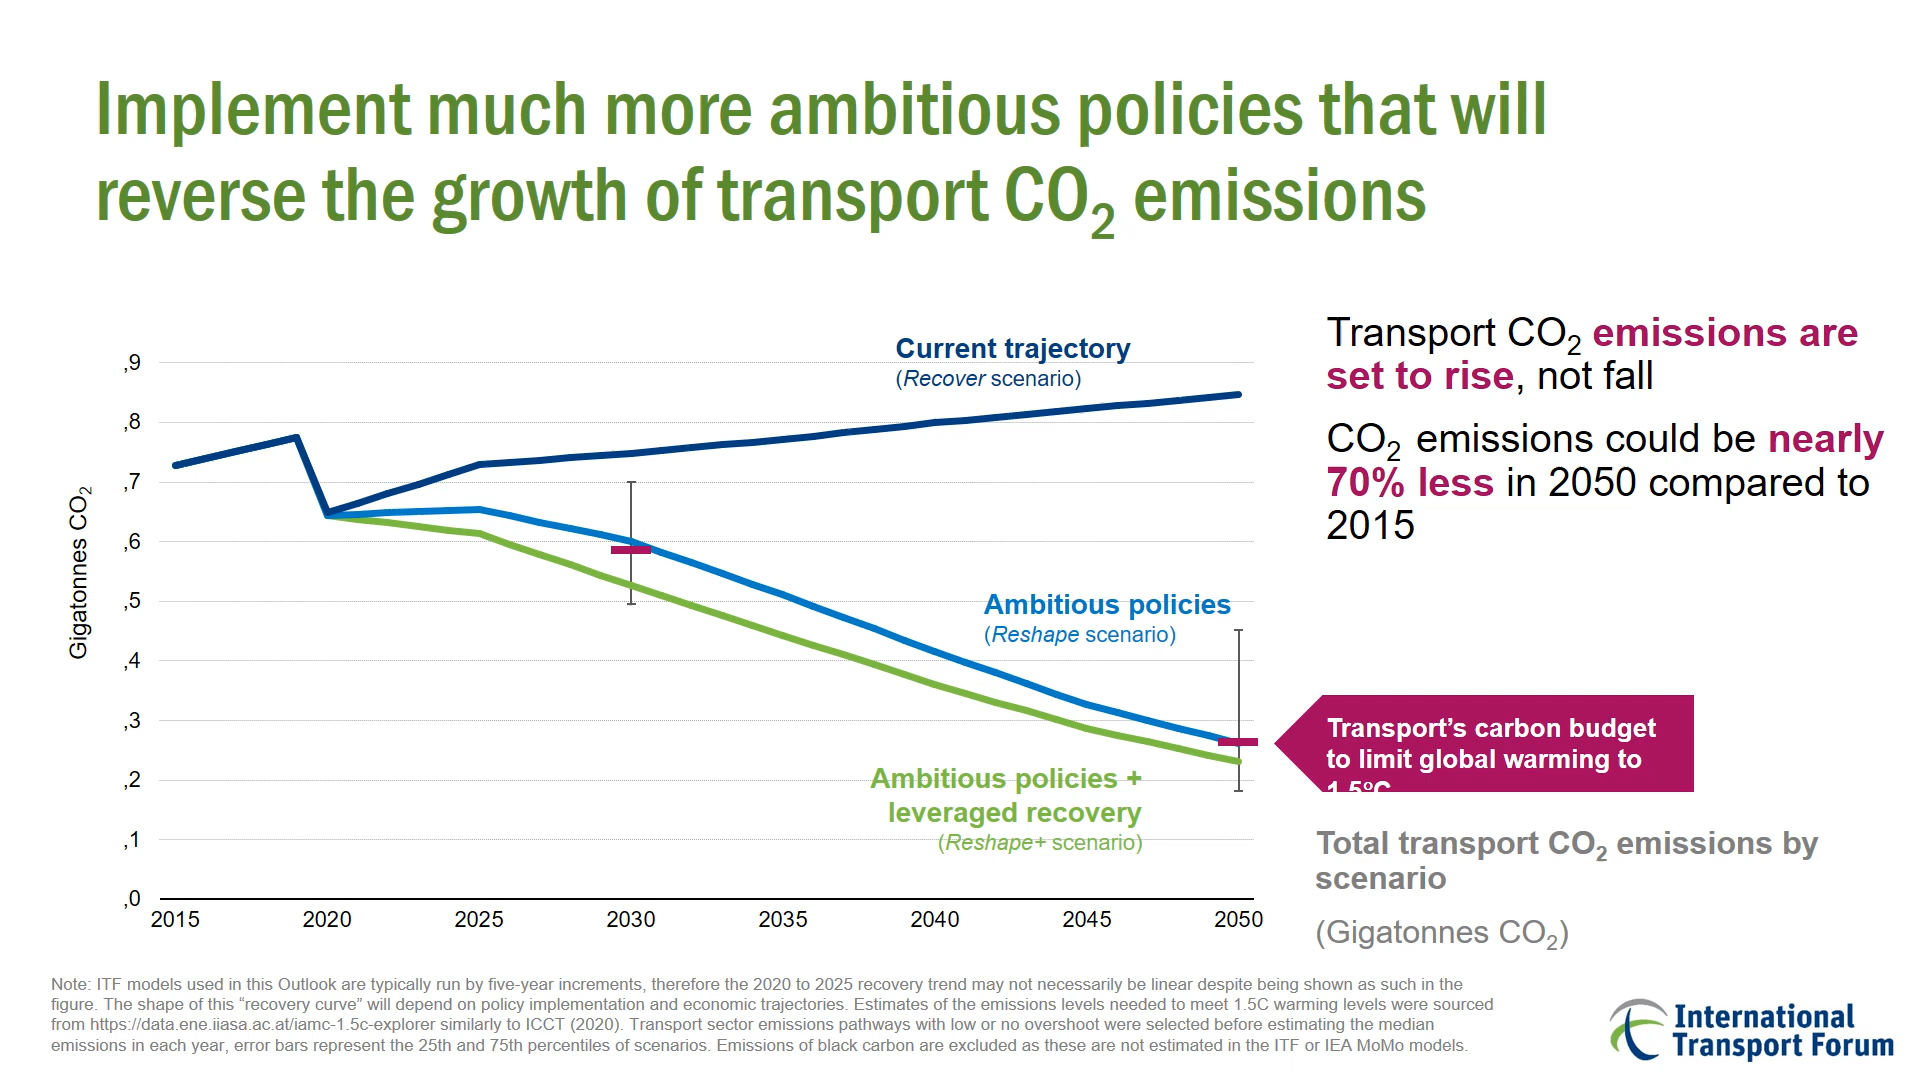 Implement much more ambitious policies that will
reverse the growth of transport CO₂ emissions
Gigatonnes CO₂
,9
,8
,7
,6
,5
,4
,3
,2
,1
,0
2015
2020
2025
2030
2035
2040
2045
2050
Current trajectory
(Recover scenario)
Ambitious policies
(Reshape scenario)
Ambitious policies +
leveraged recovery
(Reshape+ scenario)
Transport CO₂ emissions are
set to rise, not fall
CO₂ emissions could be nearly
70% less in 2050 compared to
2015
Transport’s carbon budget
to limit global warming to
1.5ºC
Total transport CO₂ emissions by
scenario
(Gigatonnes CO₂)
Note: ITF models used in this Outlook are typically run by five-year increments, therefore the 2020 to 2025 recovery trend may not necessarily be linear despite being shown as such in the
figure. The shape of this “recovery curve” will depend on policy implementation and economic trajectories. Estimates of the emissions levels needed to meet 1.5C warming levels were sourced
from https://data.ene.iiasa.ac.at/iamc-1.5c-explorer similarly to ICCT (2020). Transport sector emissions pathways with low or no overshoot were selected before estimating the median
emissions in each year, error bars represent the 25th and 75th percentiles of scenarios. Emissions of black carbon are excluded as these are not estimated in the ITF or IEA MoMo models.
International
Transport Forum